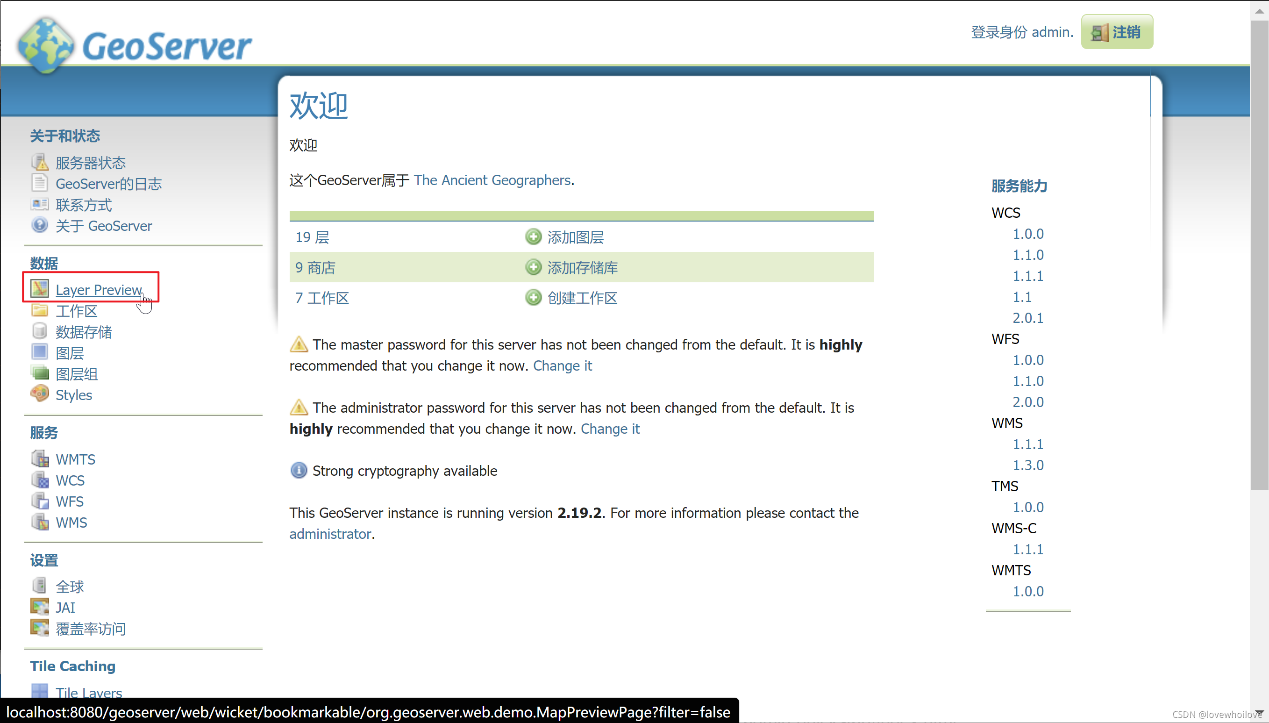 GeoServer
登录身份 admin.
注销
关于和状态
服务器状态
GeoServer的日志
联系方式
关于 GeoServer
数据
Layer Preview
工作区
数据存储
图层
图层组
Styles
服务
WMTS
WCS
WFS
WMS
设置
全球
JAI
覆盖率访问
Tile Caching
Tile Layers
欢迎
欢迎
这个GeoServer属于 The Ancient Geographers.
19 层 添加图层
9 商店 添加存储库
7 工作区 创建工作区
The master password for this server has not been changed from the default. It is highly
recommended that you change it now. Change it
The administrator password for this server has not been changed from the default. It is
highly recommended that you change it now. Change it
Strong cryptography available
This GeoServer instance is running version 2.19.2. For more information please contact the
administrator.
服务能力
WCS
1.0.0
1.1.0
1.1.1
1.1
2.0.1
WFS
1.0.0
1.1.0
2.0.0
WMS
1.1.1
1.3.0
TMS
1.0.0
WMS-C
1.1.1
WMTS
1.0.0
localhost:8080/geoserver/web/wicket/bookmarkable/org.geoserver.web.demo.MapPreviewPage?filter=false
CSDN @lovewhoilove